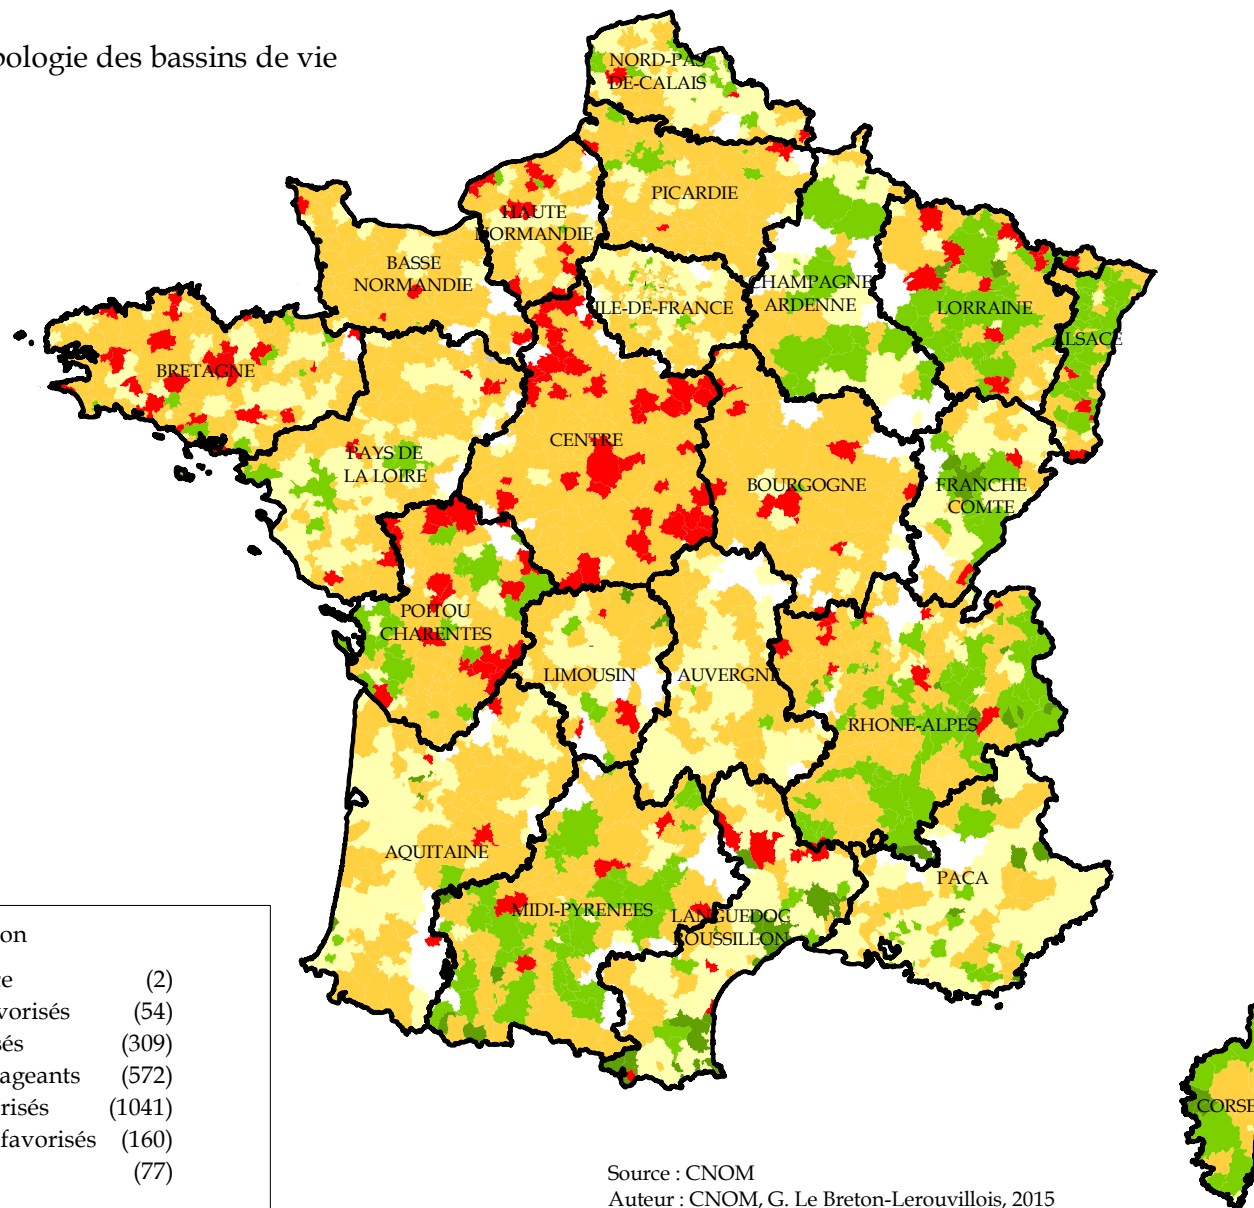 ologie des bassins de vie
NORD-PAS
DE-CALAIS
PICARDIE
HAUTE
NORMANDIE
BASSE
NORMANDIE
ILE-DE-FRANCE
CHAMPAGNE
ARDENNE
LORRAINE
ALSACE
BRETAGNE
PAYS DE
LA LOIRE
CENTRE
BOURGOGNE
FRANCHE
COMTE
POITOU
CHARENTES
LIMOUSIN
AUVERGNE
RHONE-ALPES
AQUITAINE
MIDI-PYRENEES
LANGUEDOC
ROUSSILLON
PACA
CORSE
on
ce (2)
vorisés (54)
sés (309)
ageants (572)
risés (1041)
favorisés (160)
(77)
Source : CNOM
Auteur : CNOM, G. Le Breton-Lerouvillois, 2015